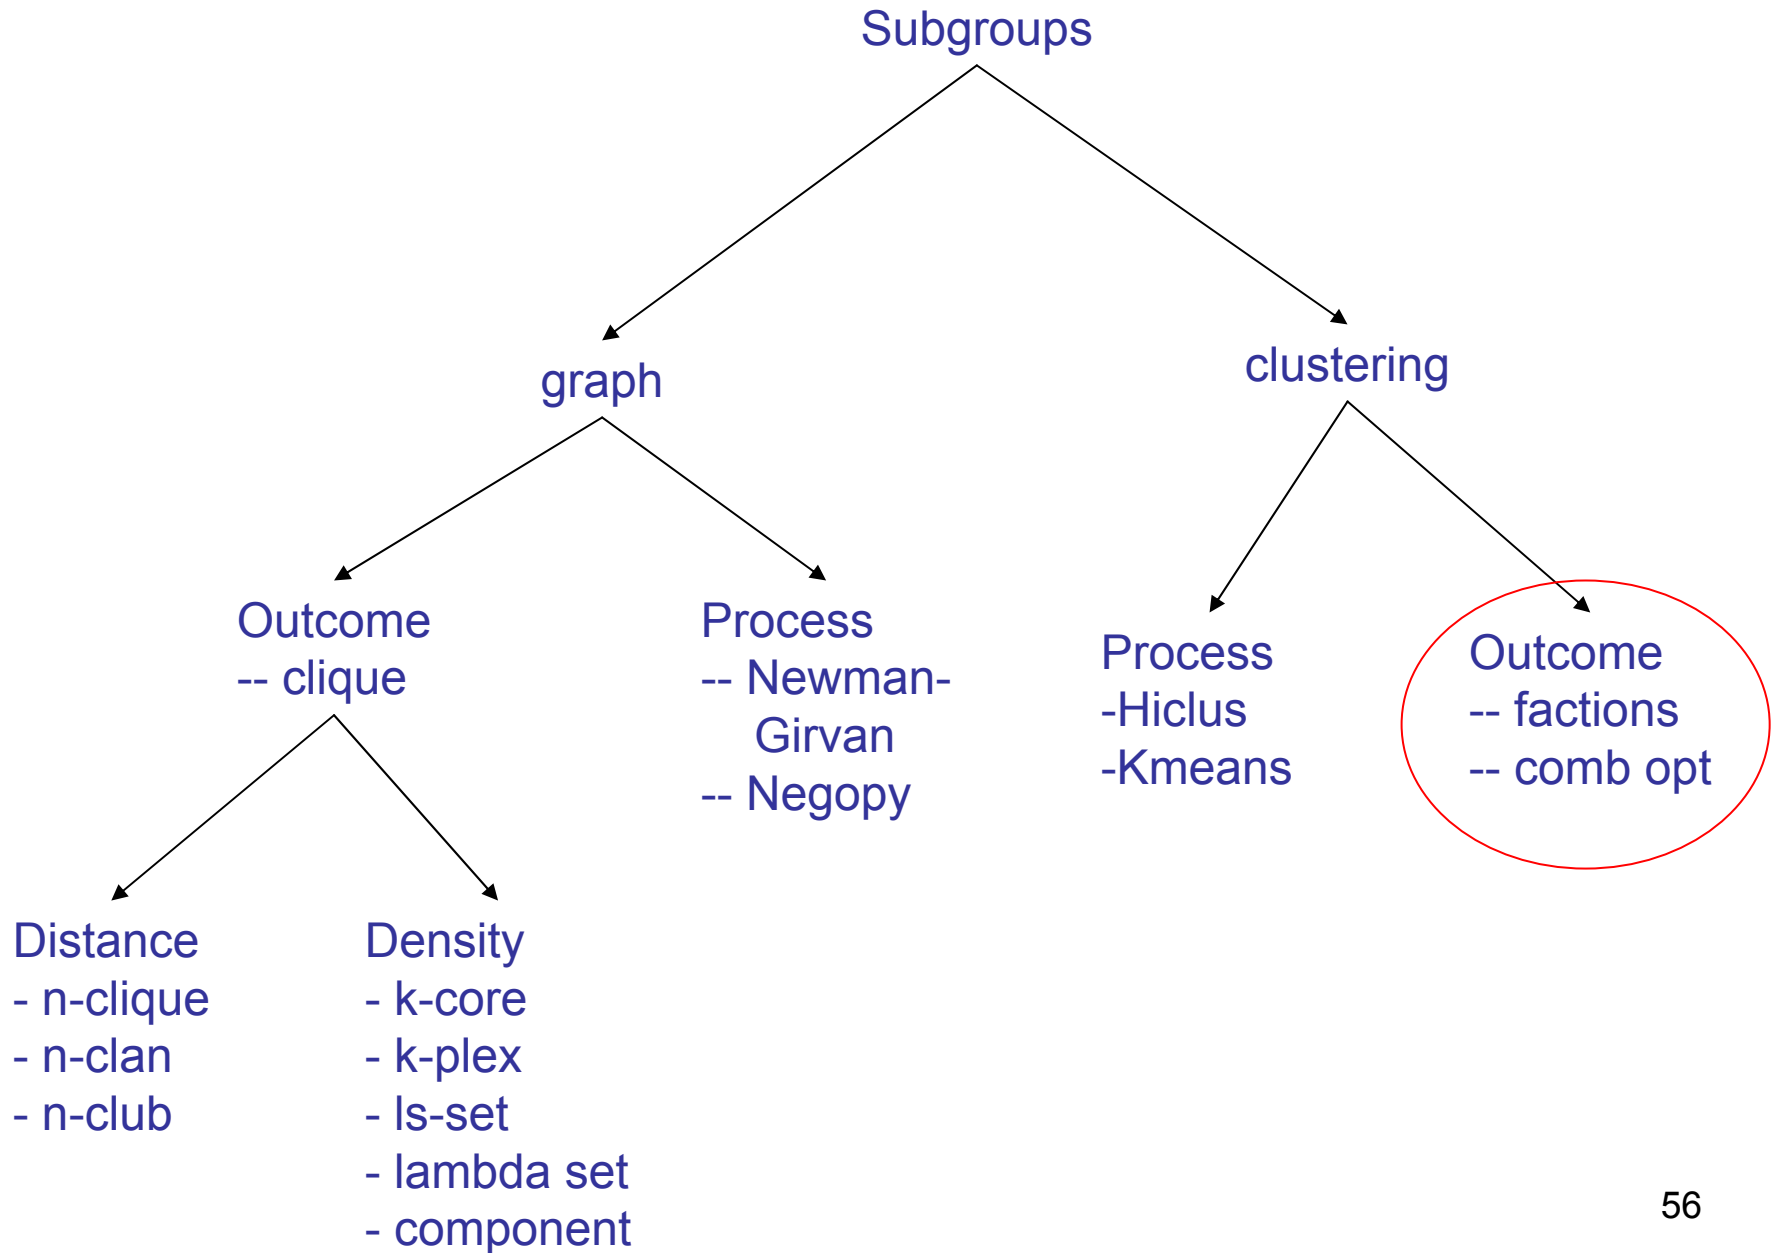 Subgroups
graph
clustering
Outcome
-- clique
Process
-- Newman-
Girvan
-- Negopy
Process
-Hiclus
-Kmeans
Outcome
-- factions
-- comb opt
Distance
- n-clique
- n-clan
- n-club
Density
- k-core
- k-plex
- ls-set
- lambda set
- component
56